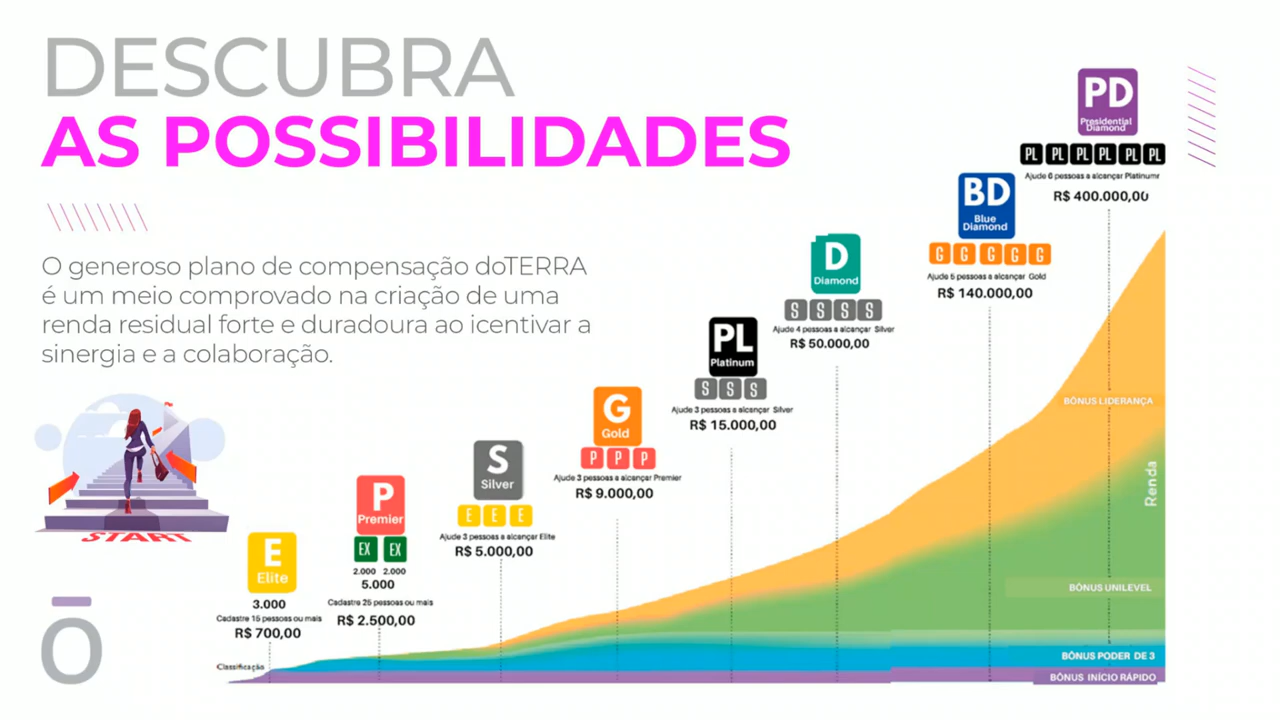 DESCUBRA
AS POSSIBILIDADES
O generoso plano de compensação doTERRA
é um meio comprovado na criação de uma
renda residual forte e duradoura ao incentivar a
sinergia e a colaboração.
START
Ō
E
Elite
3.000
Cadastre 15 pessoas ou mais
R$ 700,00
P
Premier
EX EX
2.000 2.000
5.000
Cadastre 25 pessoas ou mais
R$ 2.500,00
S
Silver
E E E
Ajude 3 pessoas a alcançar Elite
R$ 5.000,00
G
Gold
P P P
Ajude 3 pessoas a alcançar Premier
R$ 9.000,00
PL
Platinum
S S S
Ajude 3 pessoas a alcançar Silver
R$ 15.000,00
D
Diamond
S S S S
Ajude 4 pessoas a alcançar Silver
R$ 50.000,00
BD
Blue
Diamond
G G G G G
Ajude 5 pessoas a alcançar Gold
R$ 140.000,00
PD
Presidential
Diamond
PL PL PL PL PL PL
Ajude 6 pessoas a alcançar Platinumr
R$ 400.000,00
Classificação
BÔNUS LIDERANÇA
Renda
BÔNUS UNILEVEL
BÔNUS PODER DE 3
BÔNUS INÍCIO RÁPIDO